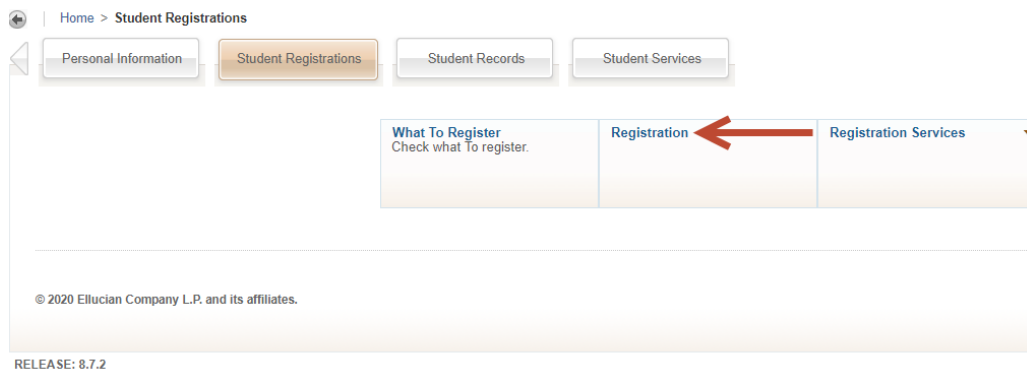 Home > Student Registrations
Personal Information
Student Registrations
Student Records
Student Services
What To Register
Check what To register.
Registration
Registration Services
© 2020 Ellucian Company L.P. and its affiliates.
RELEASE: 8.7.2